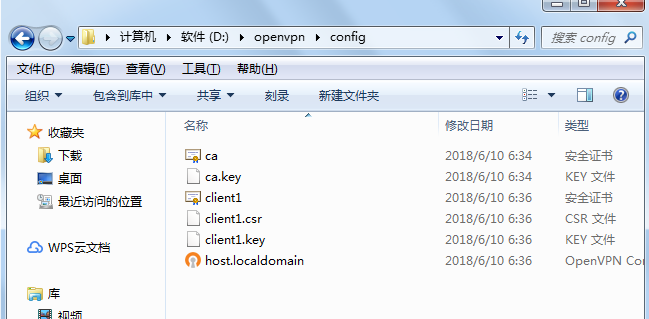 计算机 ▸ 软件 (D:) ▸ openvpn ▸ config 搜索 config
文件(F) 编辑(E) 查看(V) 工具(T) 帮助(H)
组织 包含到库中 共享 刻录 新建文件夹
名称 修改日期 类型
收藏夹
下载
桌面
最近访问的位置
WPS云文档
库
视频
ca 2018/6/10 6:34 安全证书
ca.key 2018/6/10 6:34 KEY 文件
client1 2018/6/10 6:36 安全证书
client1.csr 2018/6/10 6:36 CSR 文件
client1.key 2018/6/10 6:36 KEY 文件
host.localdomain 2018/6/10 6:36 OpenVPN Co